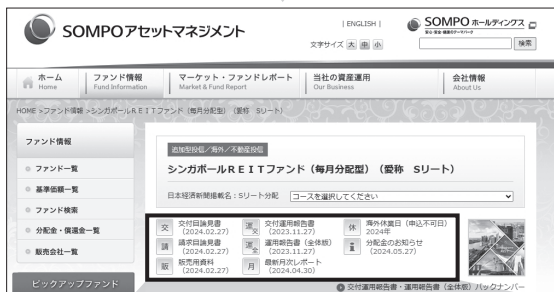 SOMPOアセットマネジメント
| ENGLISH |
SOMPO ホールディングス
安心・安全・健康のテーマパーク
文字サイズ 大 中 小
検索
ホーム
Home
ファンド情報
Fund Information
マーケット・ファンドレポート
Market & Fund Report
当社の資産運用
Our Business
会社情報
About Us
HOME >ファンド情報 >シンガポールREITファンド（毎月分配型）（愛称 Sリート）
ファンド情報
ファンド一覧
基準価額一覧
ファンド検索
分配金・償還金一覧
販売会社一覧
ピックアップファンド
追加型投信／海外／不動産投信
シンガポールREITファンド（毎月分配型）（愛称 Sリート）
日本経済新聞掲載名：Sリート分配 コースを選択してください
交 交付目論見書
（2024.02.27）
運交 交付運用報告書
（2023.11.27）
休 海外休業日（申込不可日）
2024年
請 請求目論見書
（2024.02.27）
運全 運用報告書（全体版）
（2023.11.27）
分配金のお知らせ
（2024.05.27）
販 販売用資料
（2024.02.27）
月 最新月次レポート
（2024.04.30）
交付運用報告書・運用報告書（全体版）バックナンバー